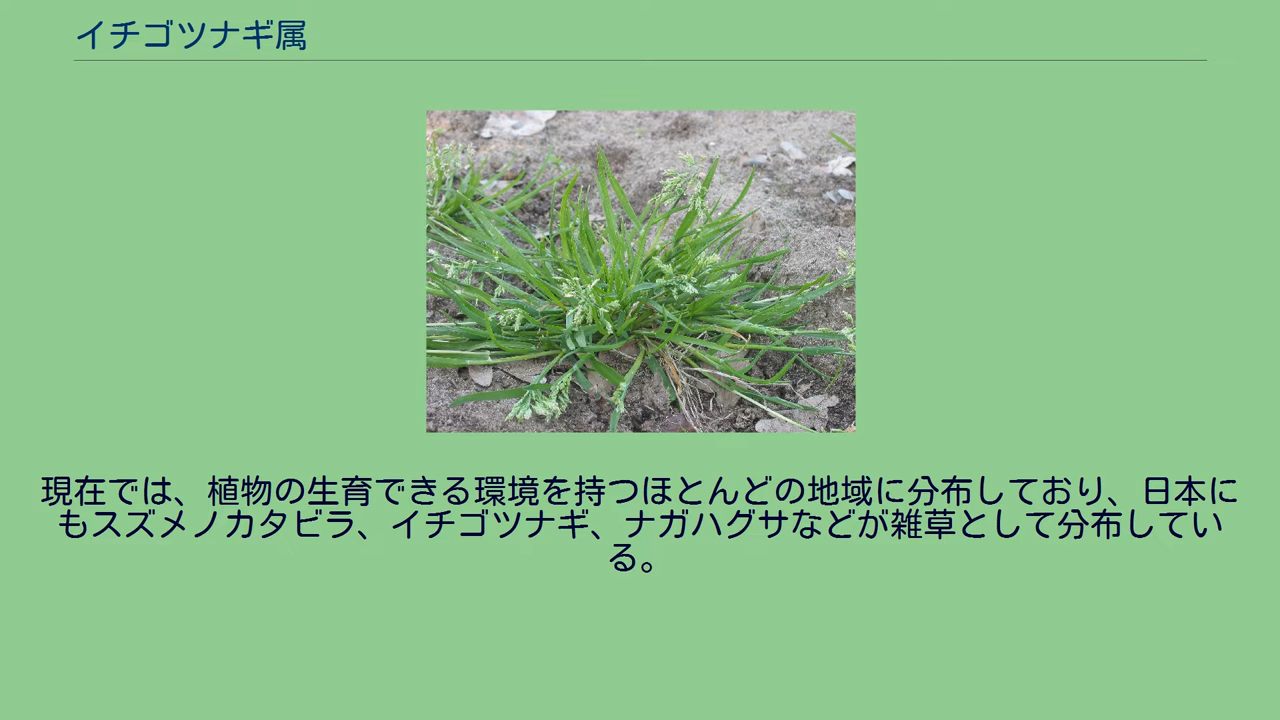 イチゴツナギ属
現在では、植物の生育できる環境を持つほとんどの地域に分布しており、日本に
もスズメノカタビラ、イチゴツナギ、ナガハグサなどが雑草として分布してい
る。